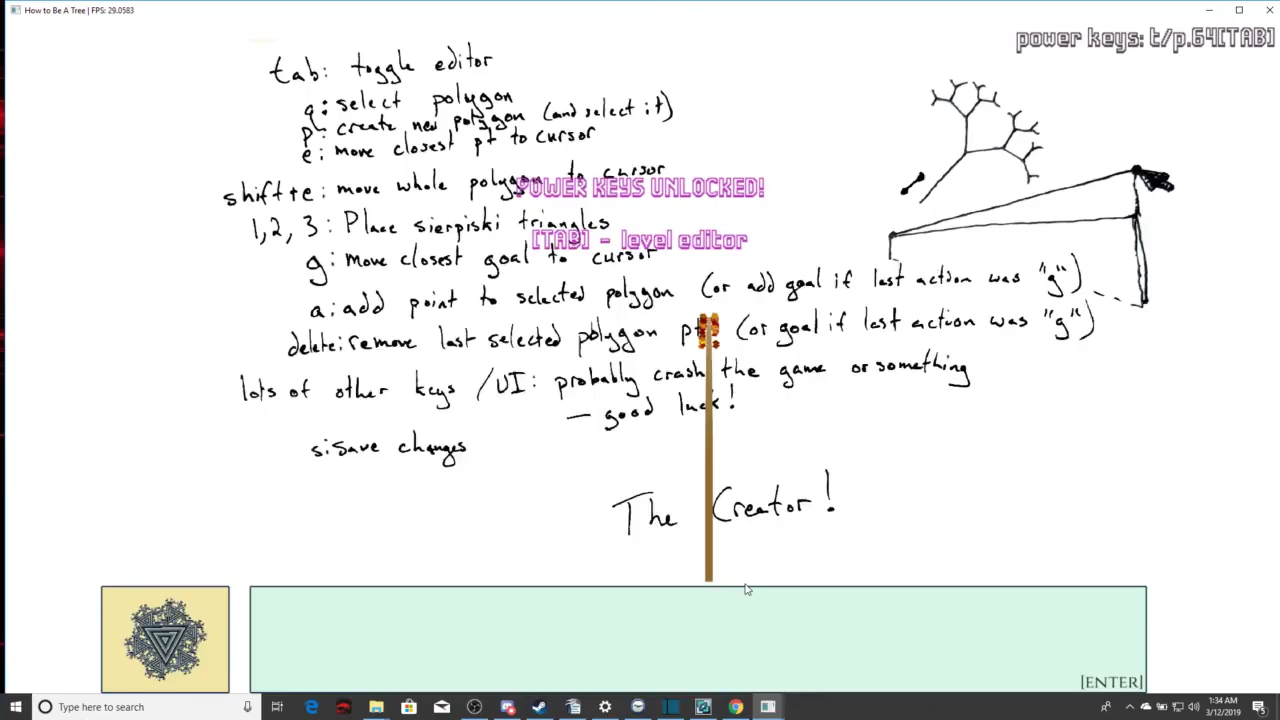 How to Be A Tree | FPS: 29.0583
power keys: t/p.64[TAB]
tab: toggle editor
q: select polygon
p: create new polygon (and select it)
e: move closest pt to cursor
shift+e: move whole polygon to cursor
POWER KEYS UNLOCKED!
1, 2, 3: Place sierpiski triangles
[TAB] - level editor
g: move closest goal to cursor
a: add point to selected polygon (or add goal if last action was "g")
delete: remove last selected polygon pt (or goal if last action was "g")
lots of other keys /UI: probably crash the game or something
— good luck!
s: Save changes
The Creator!
[ENTER]
Type here to search
1:34 AM
3/12/2019
5